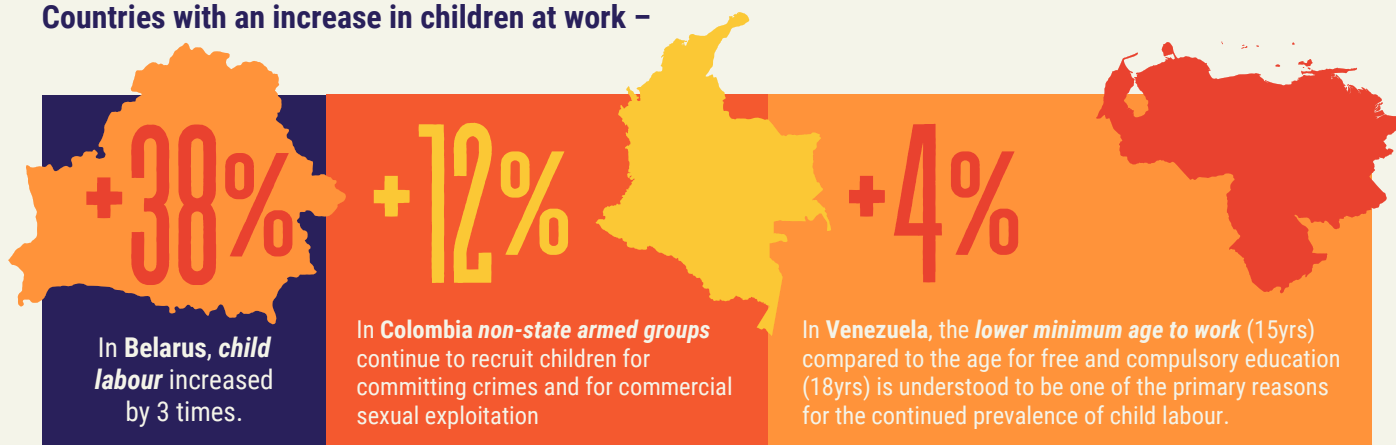 Countries with an increase in children at work –
+38%
In Belarus, child
labour increased
by 3 times.
+12%
In Colombia non-state armed groups
continue to recruit children for
committing crimes and for commercial
sexual exploitation
+4%
In Venezuela, the lower minimum age to work (15yrs)
compared to the age for free and compulsory education
(18yrs) is understood to be one of the primary reasons
for the continued prevalence of child labour.